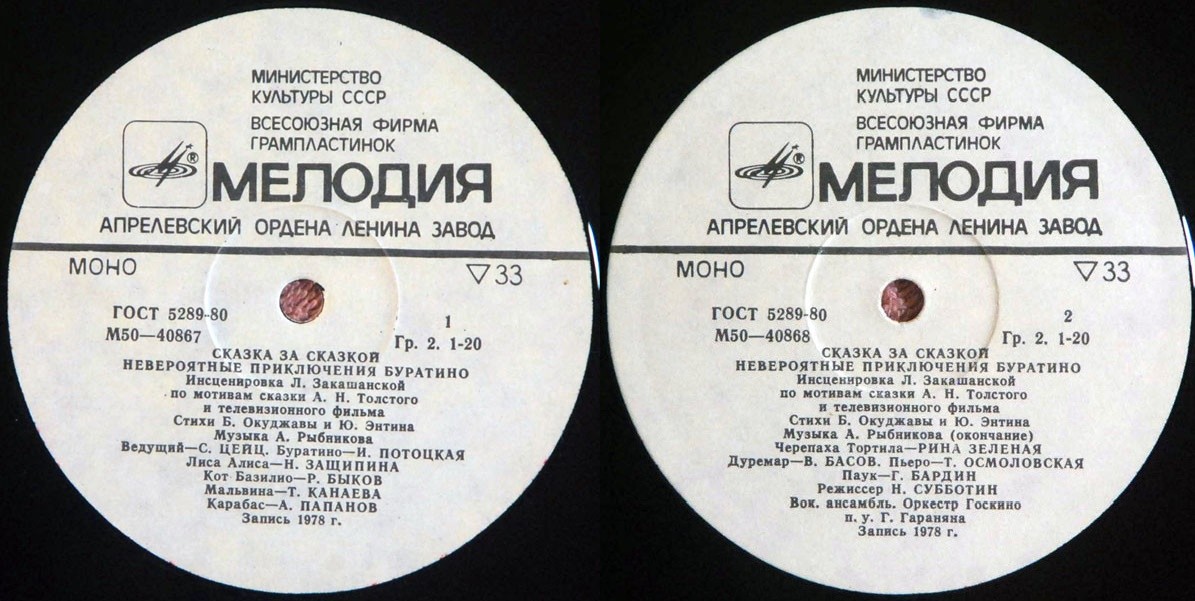 МИНИСТЕРСТВО
КУЛЬТУРЫ СССР
ВСЕСОЮЗНАЯ ФИРМА
ГРАМПЛАСТИНОК
®
МЕЛОДИЯ
АПРЕЛЕВСКИЙ ОРДЕНА ЛЕНИНА ЗАВОД
МОНО ▽33
ГОСТ 5289-80 1
М50—40867 Гр. 2. 1-20
СКАЗКА ЗА СКАЗКОЙ
НЕВЕРОЯТНЫЕ ПРИКЛЮЧЕНИЯ БУРАТИНО
Инсценировка Л. Закашанской
по мотивам сказки А. Н. Толстого
и телевизионного фильма
Стихи Б. Окуджавы и Ю. Энтина
Музыка А. Рыбникова
Ведущий—С. ЦЕЙЦ. Буратино—И. ПОТОЦКАЯ
Лиса Алиса—Н. ЗАЩИПИНА
Кот Базилио—Р. БЫКОВ
Мальвина—Т. КАНАЕВА
Карабас—А. ПАПАНОВ
Запись 1978 г.
МИНИСТЕРСТВО
КУЛЬТУРЫ СССР
ВСЕСОЮЗНАЯ ФИРМА
ГРАМПЛАСТИНОК
®
МЕЛОДИЯ
АПРЕЛЕВСКИЙ ОРДЕНА ЛЕНИНА ЗАВОД
МОНО ▽33
ГОСТ 5289-80 2
М50—40868 Гр. 2. 1-20
СКАЗКА ЗА СКАЗКОЙ
НЕВЕРОЯТНЫЕ ПРИКЛЮЧЕНИЯ БУРАТИНО
Инсценировка Л. Закашанской
по мотивам сказки А. Н. Толстого
и телевизионного фильма
Стихи Б. Окуджавы и Ю. Энтина
Музыка А. Рыбникова (окончание)
Черепаха Тортила—РИНА ЗЕЛЕНАЯ
Дуремар—В. БАСОВ. Пьеро—Т. ОСМОЛОВСКАЯ
Паук—Г. БАРДИН
Режиссер Н. СУББОТИН
Вок. ансамбль. Оркестр Госкино
п. у. Г. Гараняна
Запись 1978 г.